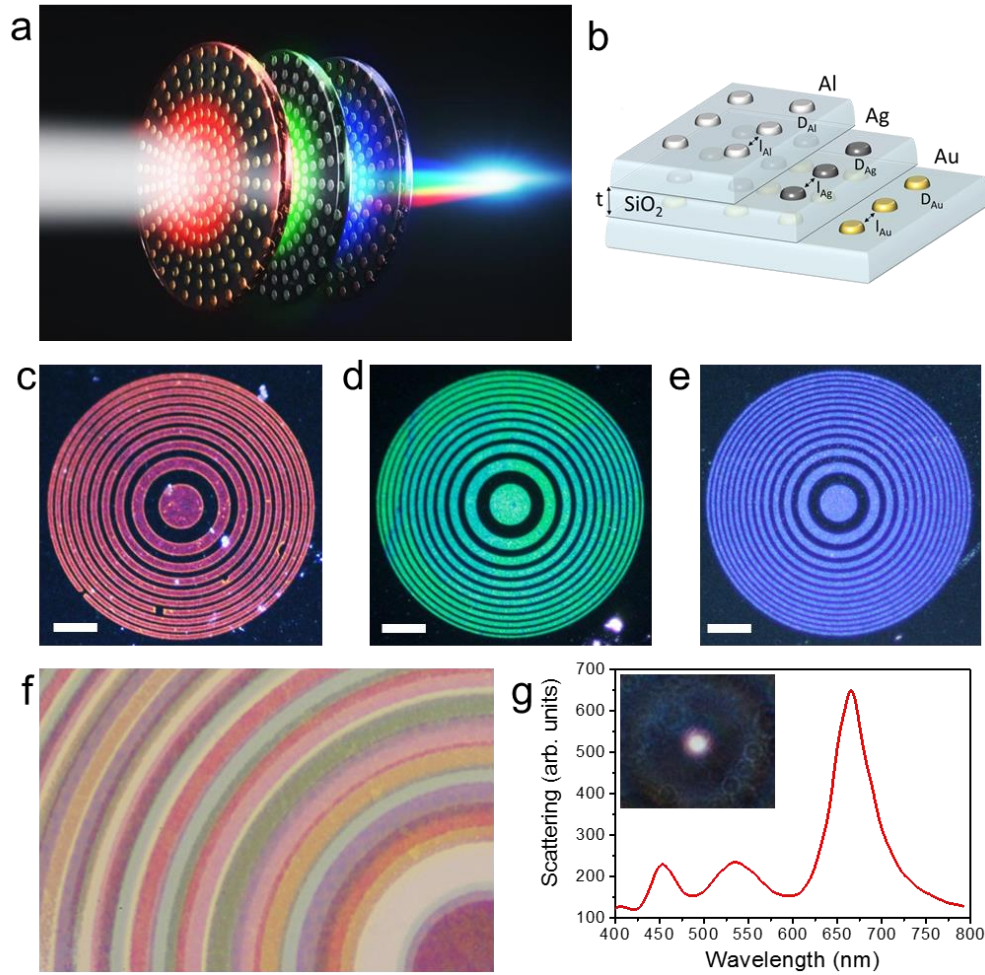 a
b
Al
D_Al
Ag
l_Al
D_Ag
Au
l_Ag
D_Au
t
SiO₂
l_Au
c
d
e
f
g
700
600
500
400
300
200
100
Scattering (arb. units)
400 450 500 550 600 650 700 750 800
Wavelength (nm)